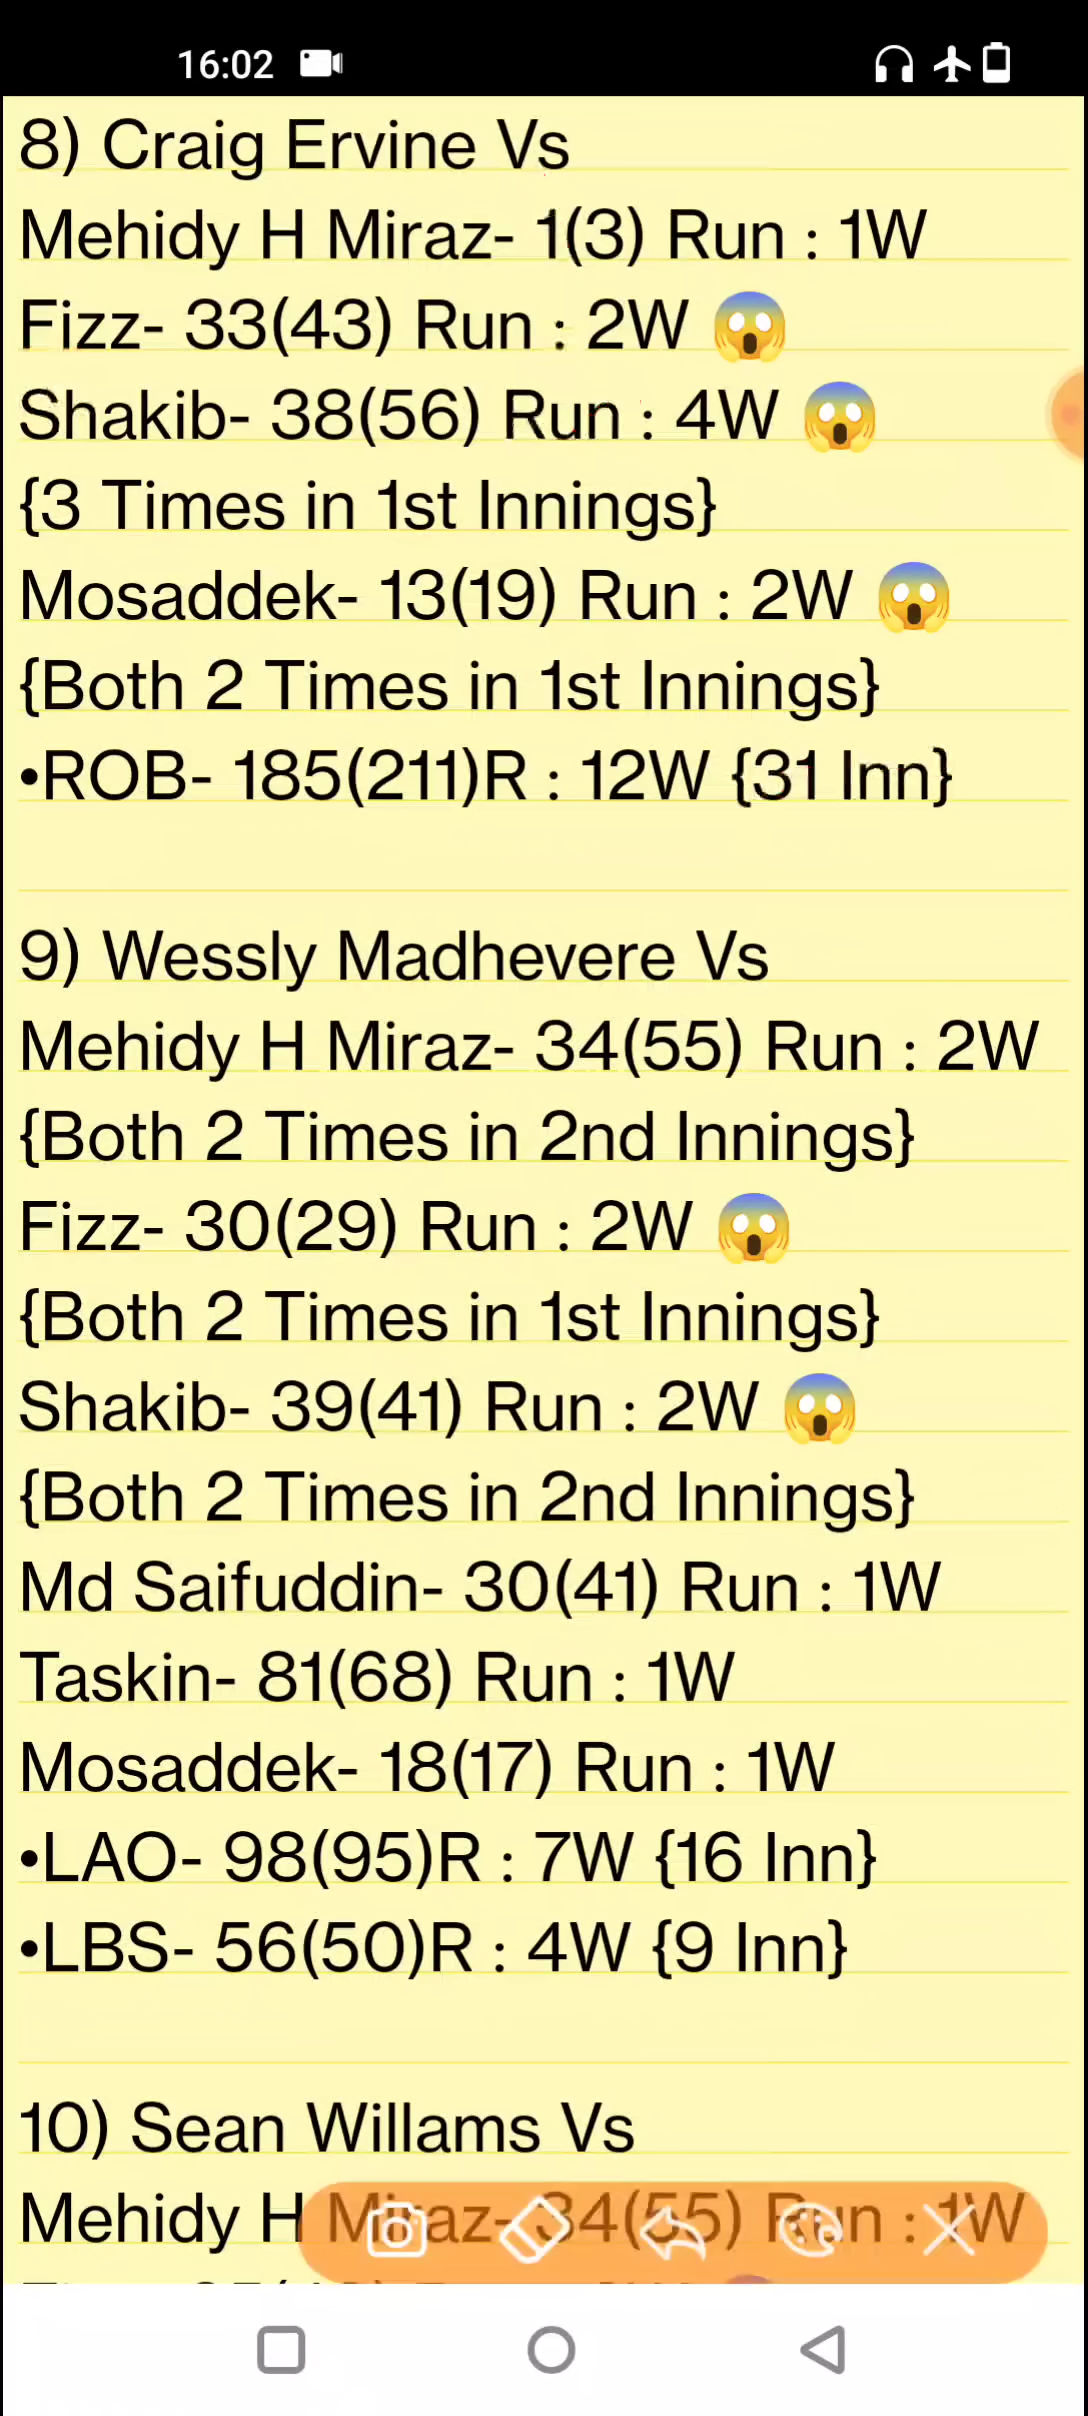 16:02
8) Craig Ervine Vs
Mehidy H Miraz- 1(3) Run : 1W
Fizz- 33(43) Run : 2W 😱
Shakib- 38(56) Run : 4W 😱
{3 Times in 1st Innings}
Mosaddek- 13(19) Run : 2W 😱
{Both 2 Times in 1st Innings}
•ROB- 185(211)R : 12W {31 Inn}
9) Wessly Madhevere Vs
Mehidy H Miraz- 34(55) Run : 2W
{Both 2 Times in 2nd Innings}
Fizz- 30(29) Run : 2W 😱
{Both 2 Times in 1st Innings}
Shakib- 39(41) Run : 2W 😱
{Both 2 Times in 2nd Innings}
Md Saifuddin- 30(41) Run : 1W
Taskin- 81(68) Run : 1W
Mosaddek- 18(17) Run : 1W
•LAO- 98(95)R : 7W {16 Inn}
•LBS- 56(50)R : 4W {9 Inn}
10) Sean Willams Vs
Mehidy H Miraz- 34(55) Run : 1W